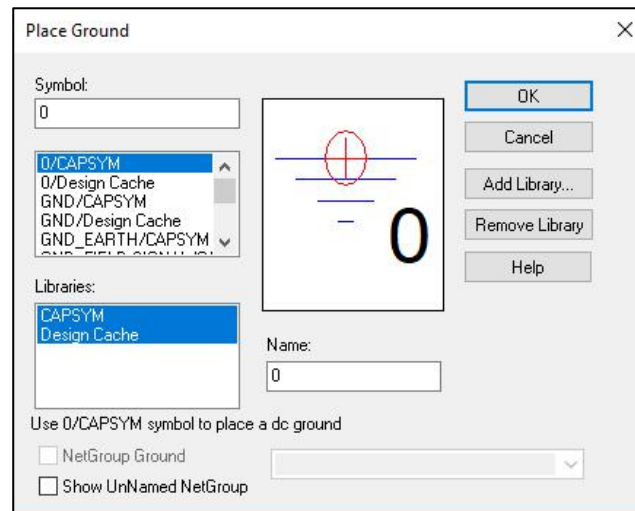 Place Ground
Symbol:
0
0/CAPSYM
0/Design Cache
GND/CAPSYM
GND/Design Cache
GND_EARTH/CAPSYM
Libraries:
CAPSYM
Design Cache
0
Name:
0
OK
Cancel
Add Library...
Remove Library
Help
Use 0/CAPSYM symbol to place a dc ground
NetGroup Ground
Show UnNamed NetGroup